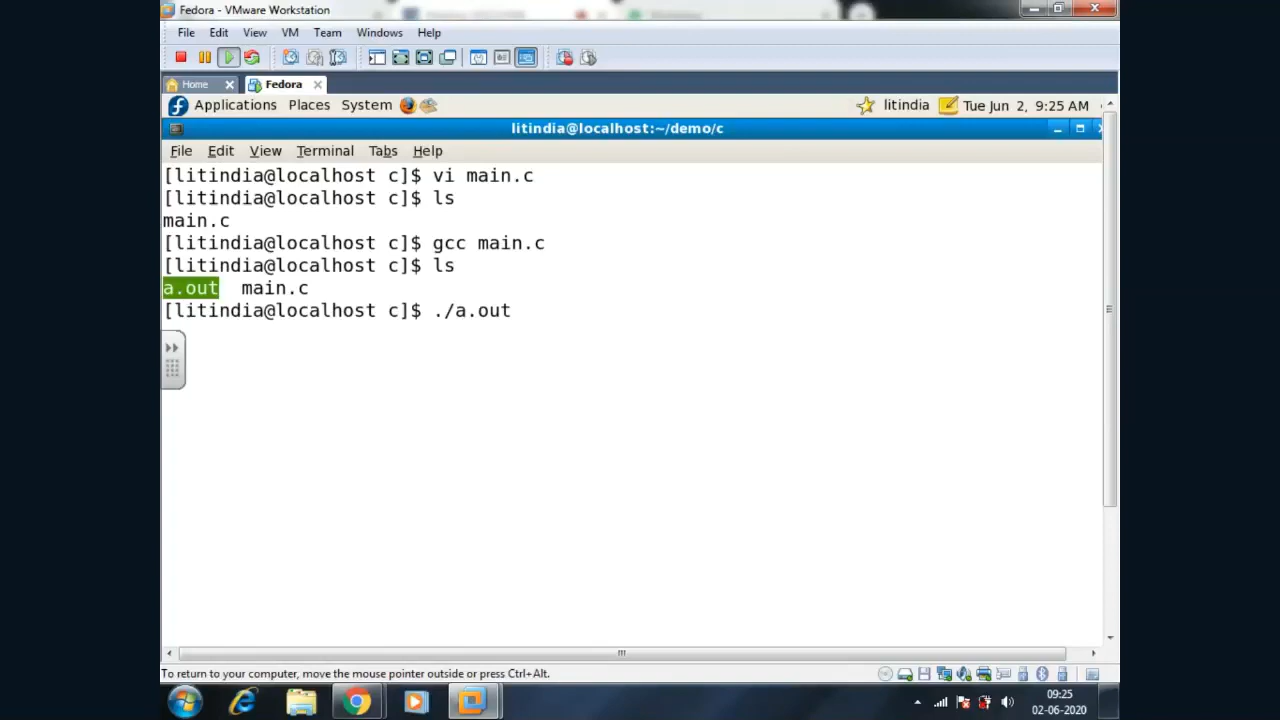 Fedora - VMware Workstation
File Edit View VM Team Windows Help
Home Fedora
Applications Places System litindia Tue Jun 2, 9:25 AM
litindia@localhost:~/demo/c
File Edit View Terminal Tabs Help
[litindia@localhost c]$ vi main.c
[litindia@localhost c]$ ls
main.c
[litindia@localhost c]$ gcc main.c
[litindia@localhost c]$ ls
a.out main.c
[litindia@localhost c]$ ./a.out
To return to your computer, move the mouse pointer outside or press Ctrl+Alt.
09:25
02-06-2020